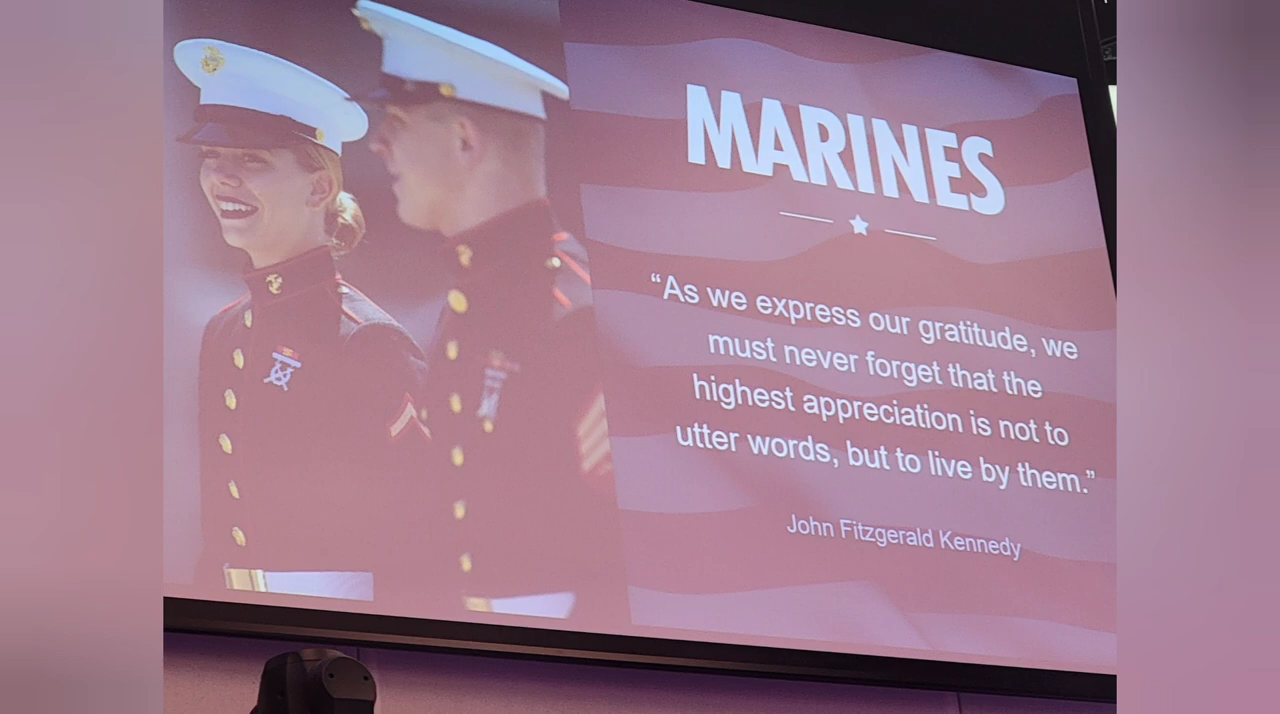 MARINES
“As we express our gratitude, we
must never forget that the
highest appreciation is not to
utter words, but to live by them.”
John Fitzgerald Kennedy